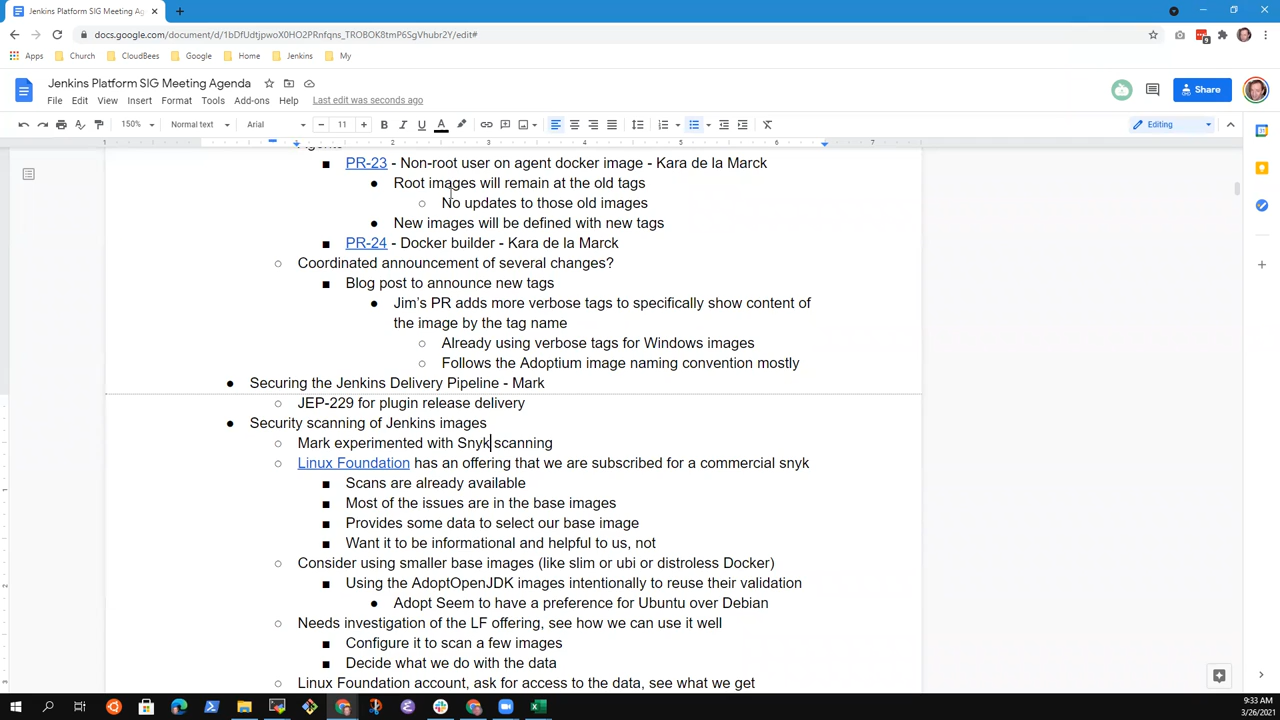 Jenkins Platform SIG Meeting Age
docs.google.com/document/d/1bDfUdtjpwoX0HO2PRnfqns_TROBOK8tmP6SgVhubr2Y/edit#
9
Apps Church CloudBees Google Home Jenkins My
Jenkins Platform SIG Meeting Agenda
File Edit View Insert Format Tools Add-ons Help Last edit was seconds ago
Share
150% Normal text Arial 11 Editing
1 2 3 4 5 6 7
Agents
PR-23 - Non-root user on agent docker image - Kara de la Marck
Root images will remain at the old tags
No updates to those old images
New images will be defined with new tags
PR-24 - Docker builder - Kara de la Marck
Coordinated announcement of several changes?
Blog post to announce new tags
Jim's PR adds more verbose tags to specifically show content of
the image by the tag name
Already using verbose tags for Windows images
Follows the Adoptium image naming convention mostly
Securing the Jenkins Delivery Pipeline - Mark
JEP-229 for plugin release delivery
Security scanning of Jenkins images
Mark experimented with Snyk scanning
Linux Foundation has an offering that we are subscribed for a commercial snyk
Scans are already available
Most of the issues are in the base images
Provides some data to select our base image
Want it to be informational and helpful to us, not
Consider using smaller base images (like slim or ubi or distroless Docker)
Using the AdoptOpenJDK images intentionally to reuse their validation
Adopt Seem to have a preference for Ubuntu over Debian
Needs investigation of the LF offering, see how we can use it well
Configure it to scan a few images
Decide what we do with the data
Linux Foundation account, ask for access to the data, see what we get
9:33 AM
3/26/2021